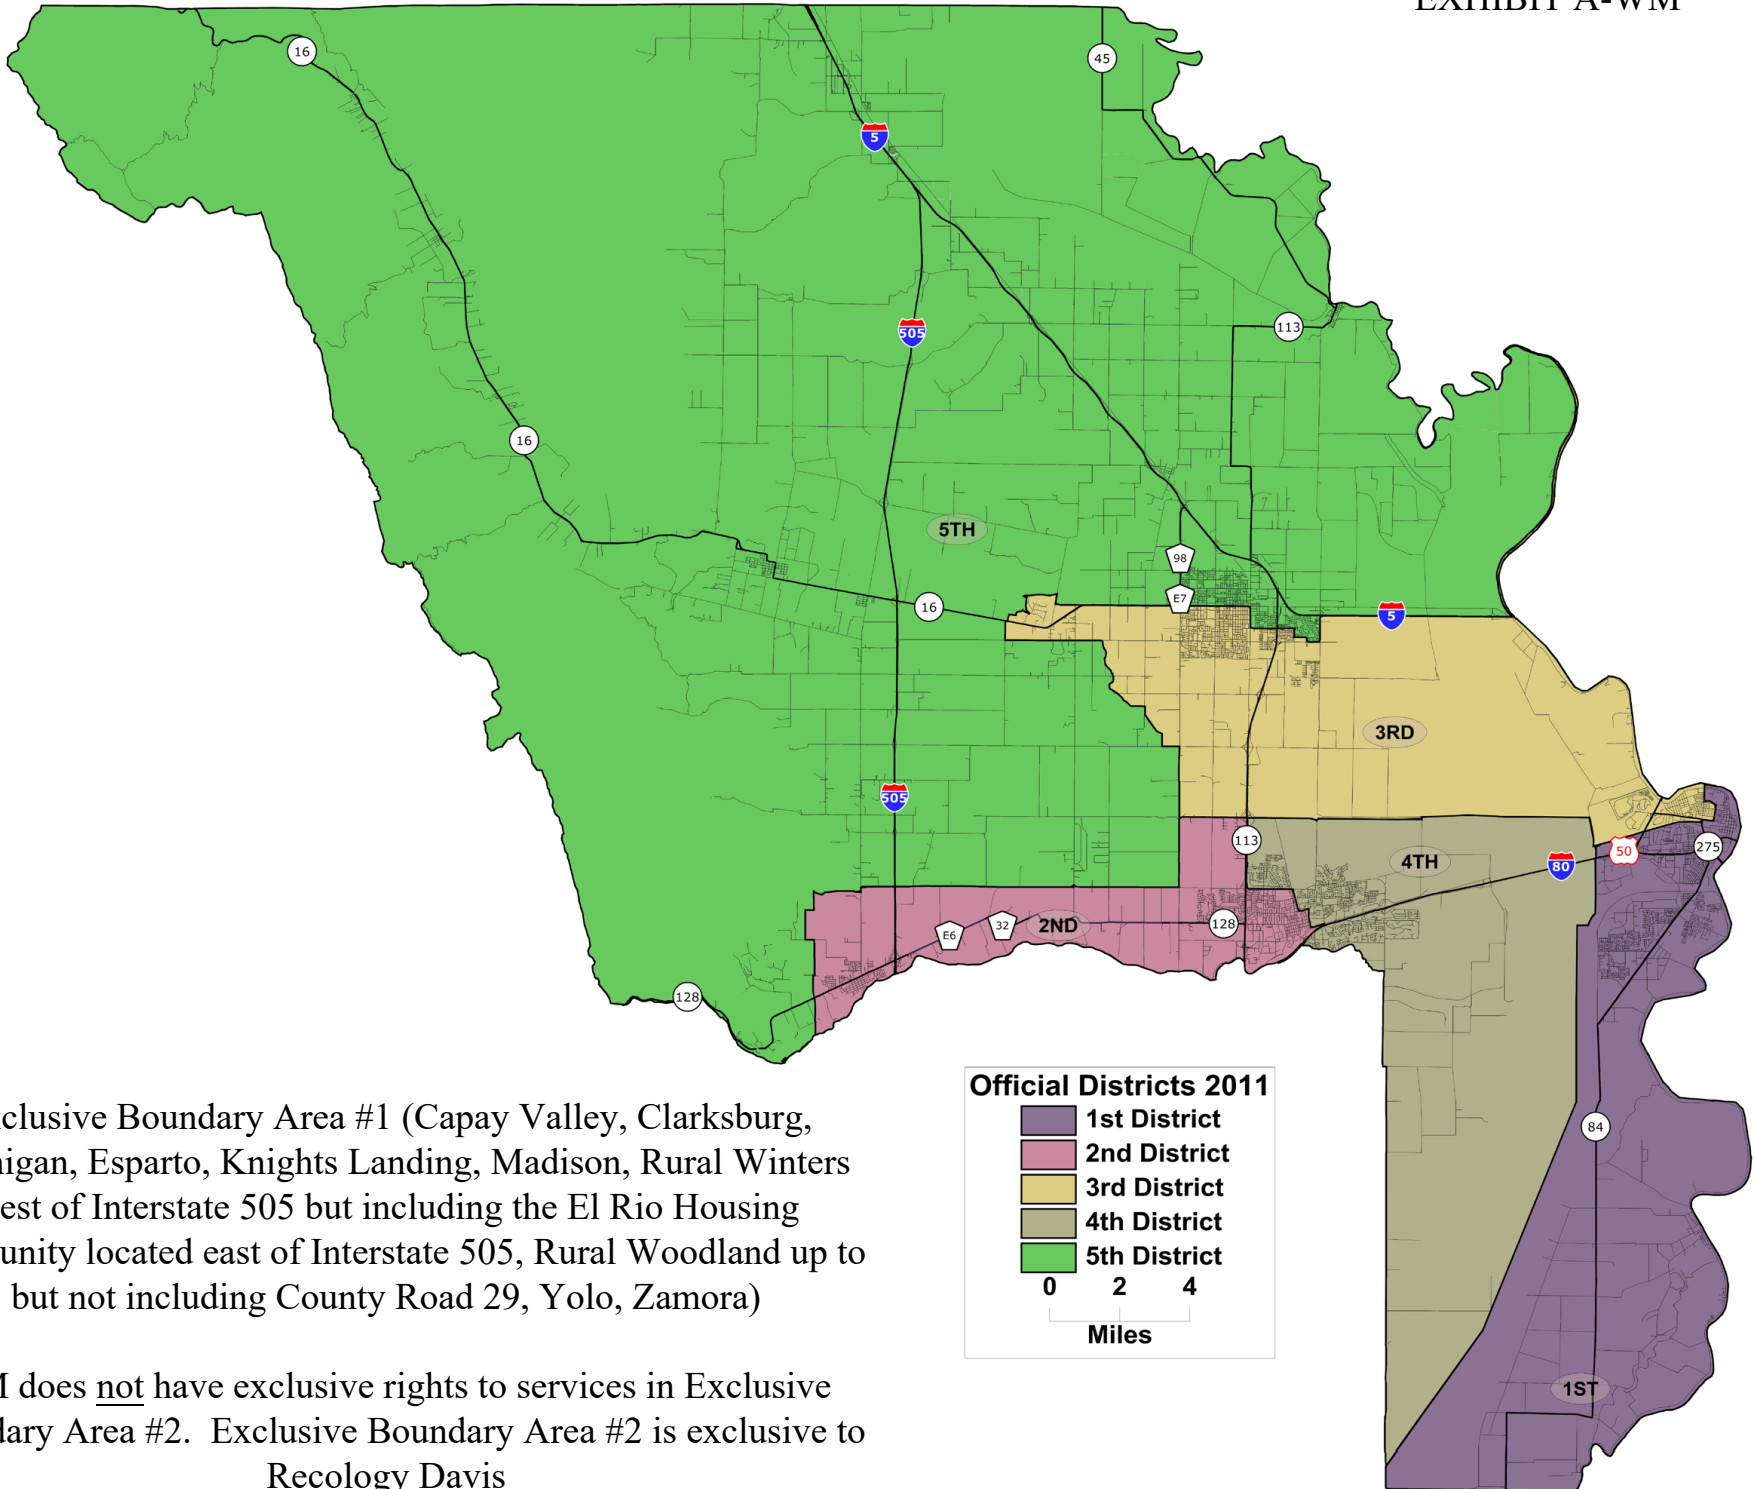 EXHIBIT A-WM
16
45
5
505
113
16
5TH
98
E7
16
5
3RD
505
113
4TH
80
50
275
E6
32
2ND
128
128
84
1ST
Official Districts 2011
1st District
2nd District
3rd District
4th District
5th District
0 2 4
Miles
clusive Boundary Area #1 (Capay Valley, Clarksburg,
nigan, Esparto, Knights Landing, Madison, Rural Winters
est of Interstate 505 but including the El Rio Housing
unity located east of Interstate 505, Rural Woodland up to
but not including County Road 29, Yolo, Zamora)
M does not have exclusive rights to services in Exclusive
dary Area #2. Exclusive Boundary Area #2 is exclusive to
Recology Davis